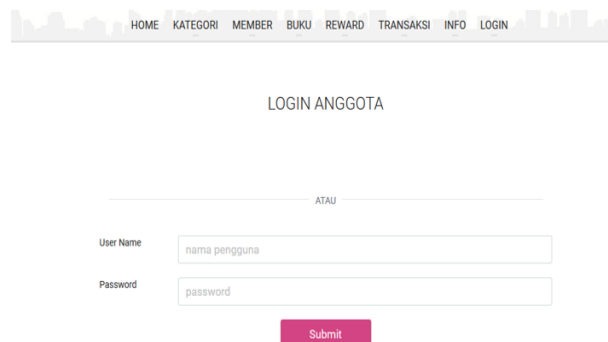 HOME KATEGORI MEMBER BUKU REWARD TRANSAKSI INFO LOGIN
LOGIN ANGGOTA
ATAU
User Name
nama pengguna
Password
password
Submit